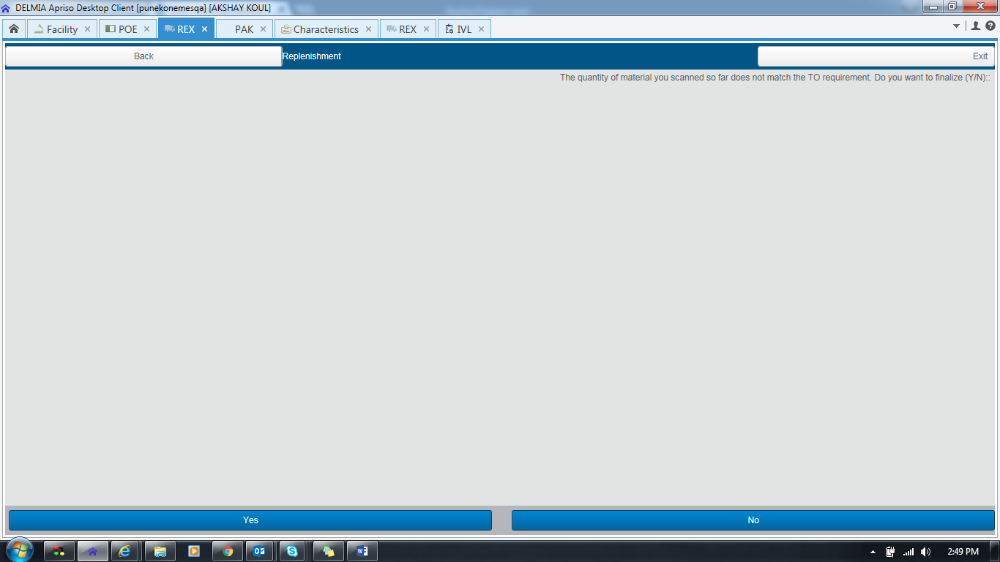 DELMIA Apriso Desktop Client [punekonemesqa] [AKSHAY KOUL]
Facility POE REX PAK Characteristics REX IVL
Back Replenishment Exit
The quantity of material you scanned so far does not match the TO requirement. Do you want to finalize (Y/N)::
Yes No
2:49 PM